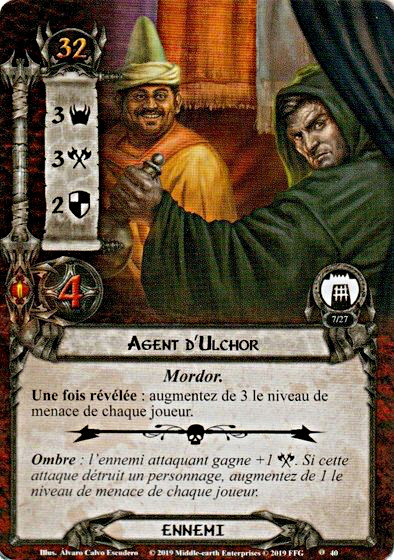 32
3
3
2
4
7/27
AGENT D'ULCHOR
Mordor.
Une fois révélée : augmentez de 3 le niveau de
menace de chaque joueur.
Ombre : l'ennemi attaquant gagne +1 . Si cette
attaque détruit un personnage, augmentez de 1 le
niveau de menace de chaque joueur.
ENNEMI
Illus. Álvaro Calvo Escudero © 2019 Middle-earth Enterprises © 2019 FFG 40